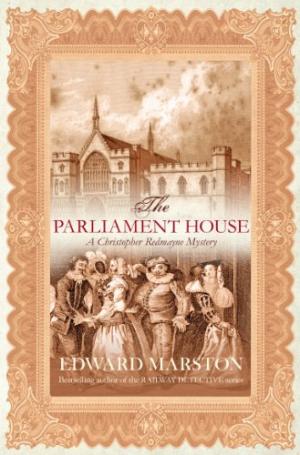 The
PARLIAMENT HOUSE
A Christopher Redmayne Mystery
EDWARD MARSTON
Bestselling author of the RAILWAY DETECTIVE series